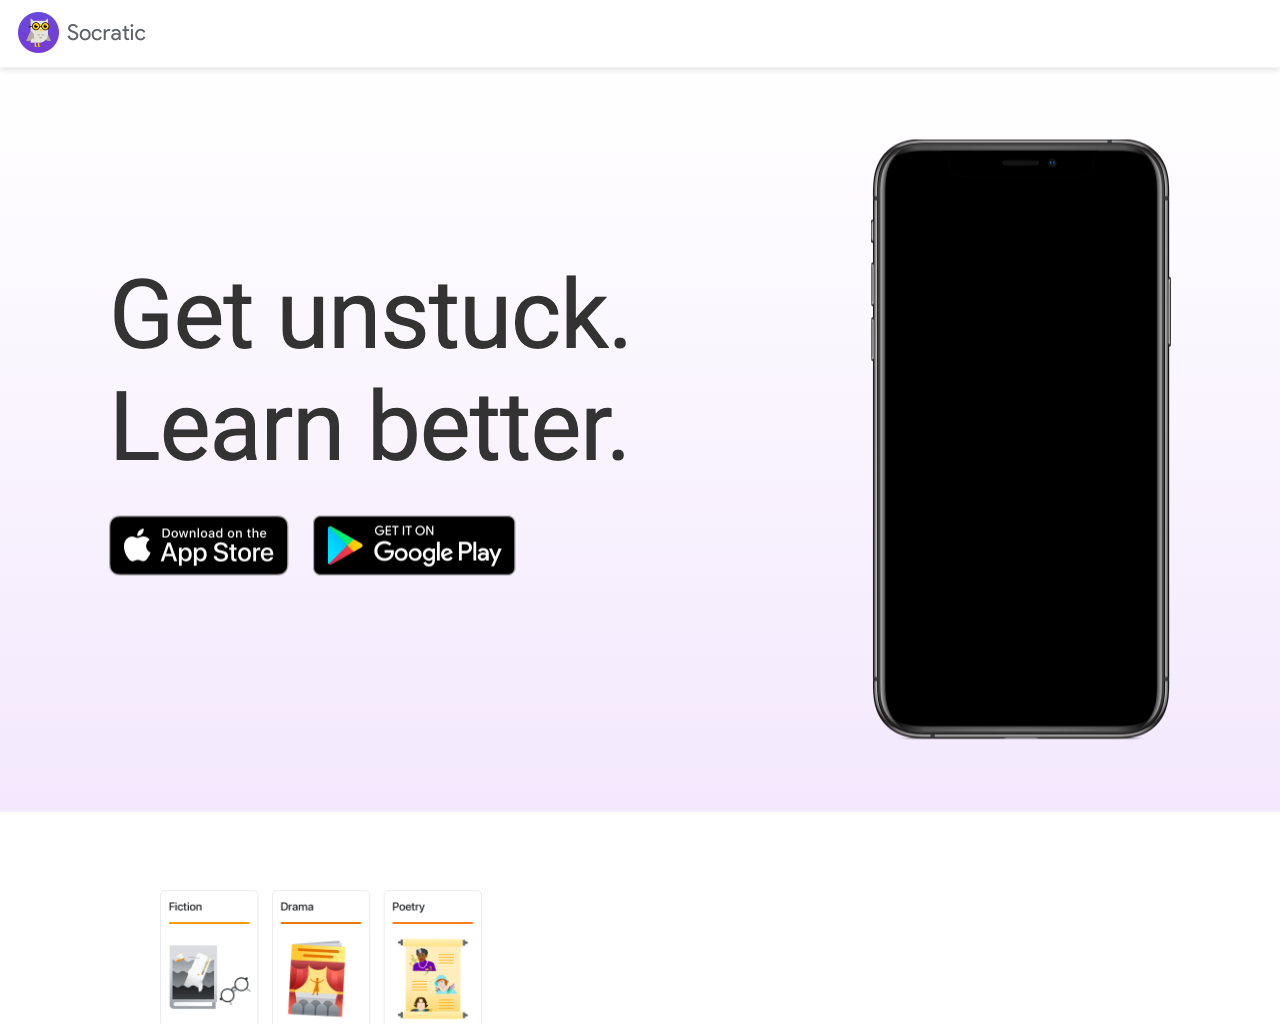 Socratic
Get unstuck.
Learn better.
Download on the
App Store
GET IT ON
Google Play
Fiction
Drama
Poetry